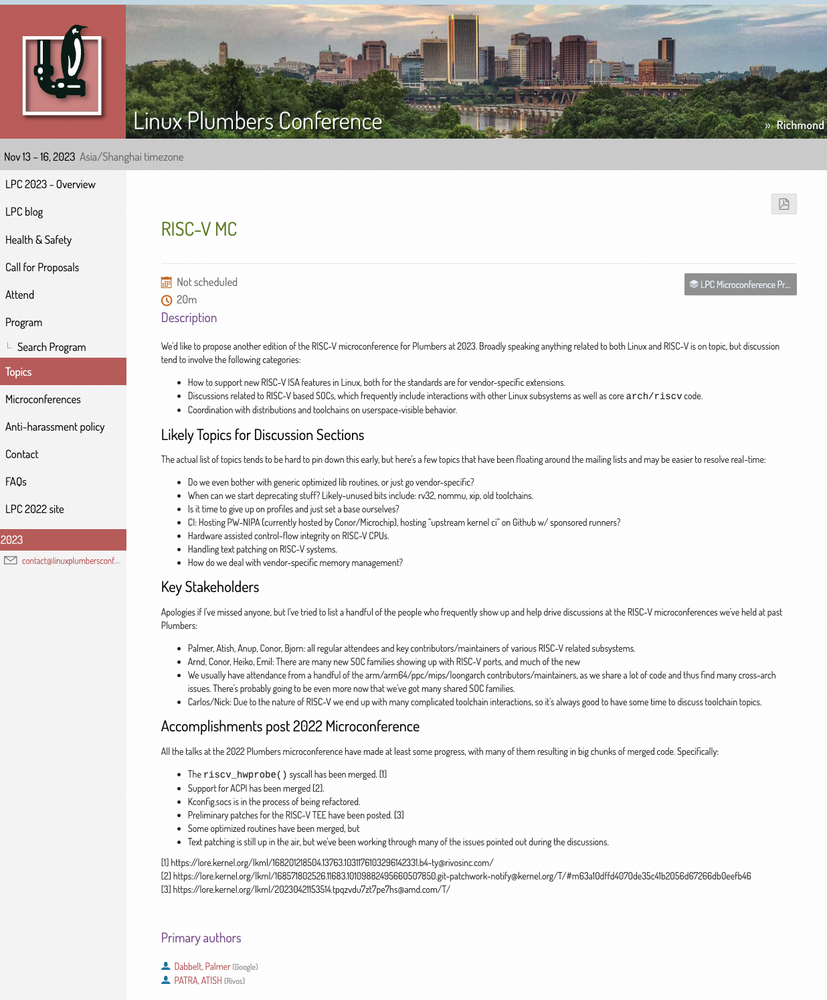 Linux Plumbers Conference
» Richmond
Nov 13 – 16, 2023 Asia/Shanghai timezone
LPC 2023 - Overview
LPC blog
Health & Safety
Call for Proposals
Attend
Program
Search Program
Topics
Microconferences
Anti-harassment policy
Contact
FAQs
LPC 2022 site
2023
contact@linuxplumbersconf....
RISC-V MC
Not scheduled
LPC Microconference Pr...
20m
Description
We'd like to propose another edition of the RISC-V microconference for Plumbers at 2023. Broadly speaking anything related to both Linux and RISC-V is on topic, but discussion
tend to involve the following categories:
• How to support new RISC-V ISA features in Linux, both for the standards are for vendor-specific extensions.
• Discussions related to RISC-V based SOCs, which frequently include interactions with other Linux subsystems as well as core arch/riscv code.
• Coordination with distributions and toolchains on userspace-visible behavior.
Likely Topics for Discussion Sections
The actual list of topics tends to be hard to pin down this early, but here's a few topics that have been floating around the mailing lists and may be easier to resolve real-time:
• Do we even bother with generic optimized lib routines, or just go vendor-specific?
• When can we start deprecating stuff? Likely-unused bits include: rv32, nommu, xip, old toolchains.
• Is it time to give up on profiles and just set a base ourselves?
• CI: Hosting PW-NIPA (currently hosted by Conor/Microchip), hosting “upstream kernel ci” on Github w/ sponsored runners?
• Hardware assisted control-flow integrity on RISC-V CPUs.
• Handling text patching on RISC-V systems.
• How do we deal with vendor-specific memory management?
Key Stakeholders
Apologies if I've missed anyone, but I've tried to list a handful of the people who frequently show up and help drive discussions at the RISC-V microconferences we've held at past
Plumbers:
• Palmer, Atish, Anup, Conor, Bjorn: all regular attendees and key contributors/maintainers of various RISC-V related subsystems.
• Arnd, Conor, Heiko, Emil: There are many new SOC families showing up with RISC-V ports, and much of the new
• We usually have attendance from a handful of the arm/arm64/ppc/mips/loongarch contributors/maintainers, as we share a lot of code and thus find many cross-arch
issues. There's probably going to be even more now that we've got many shared SOC families.
• Carlos/Nick: Due to the nature of RISC-V we end up with many complicated toolchain interactions, so it's always good to have some time to discuss toolchain topics.
Accomplishments post 2022 Microconference
All the talks at the 2022 Plumbers microconference have made at least some progress, with many of them resulting in big chunks of merged code. Specifically:
• The riscv_hwprobe() syscall has been merged. [1]
• Support for ACPI has been merged [2].
• Kconfig.socs is in the process of being refactored.
• Preliminary patches for the RISC-V TEE have been posted. [3]
• Some optimized routines have been merged, but
• Text patching is still up in the air, but we've been working through many of the issues pointed out during the discussions.
[1] https://lore.kernel.org/lkml/168201218504.13763.1031176103296142331.b4-ty@rivosinc.com/
[2] https://lore.kernel.org/lkml/168571802526.11683.10109882495660507850.git-patchwork-notify@kernel.org/T/#m63a10dffd4070de35c41b2056d67266db0eefb46
[3] https://lore.kernel.org/lkml/20230421153514.tpqzvdu7zt7pe7hs@amd.com/T/
Primary authors
Dabbelt, Palmer (Google)
PATRA, ATISH (Rivos)